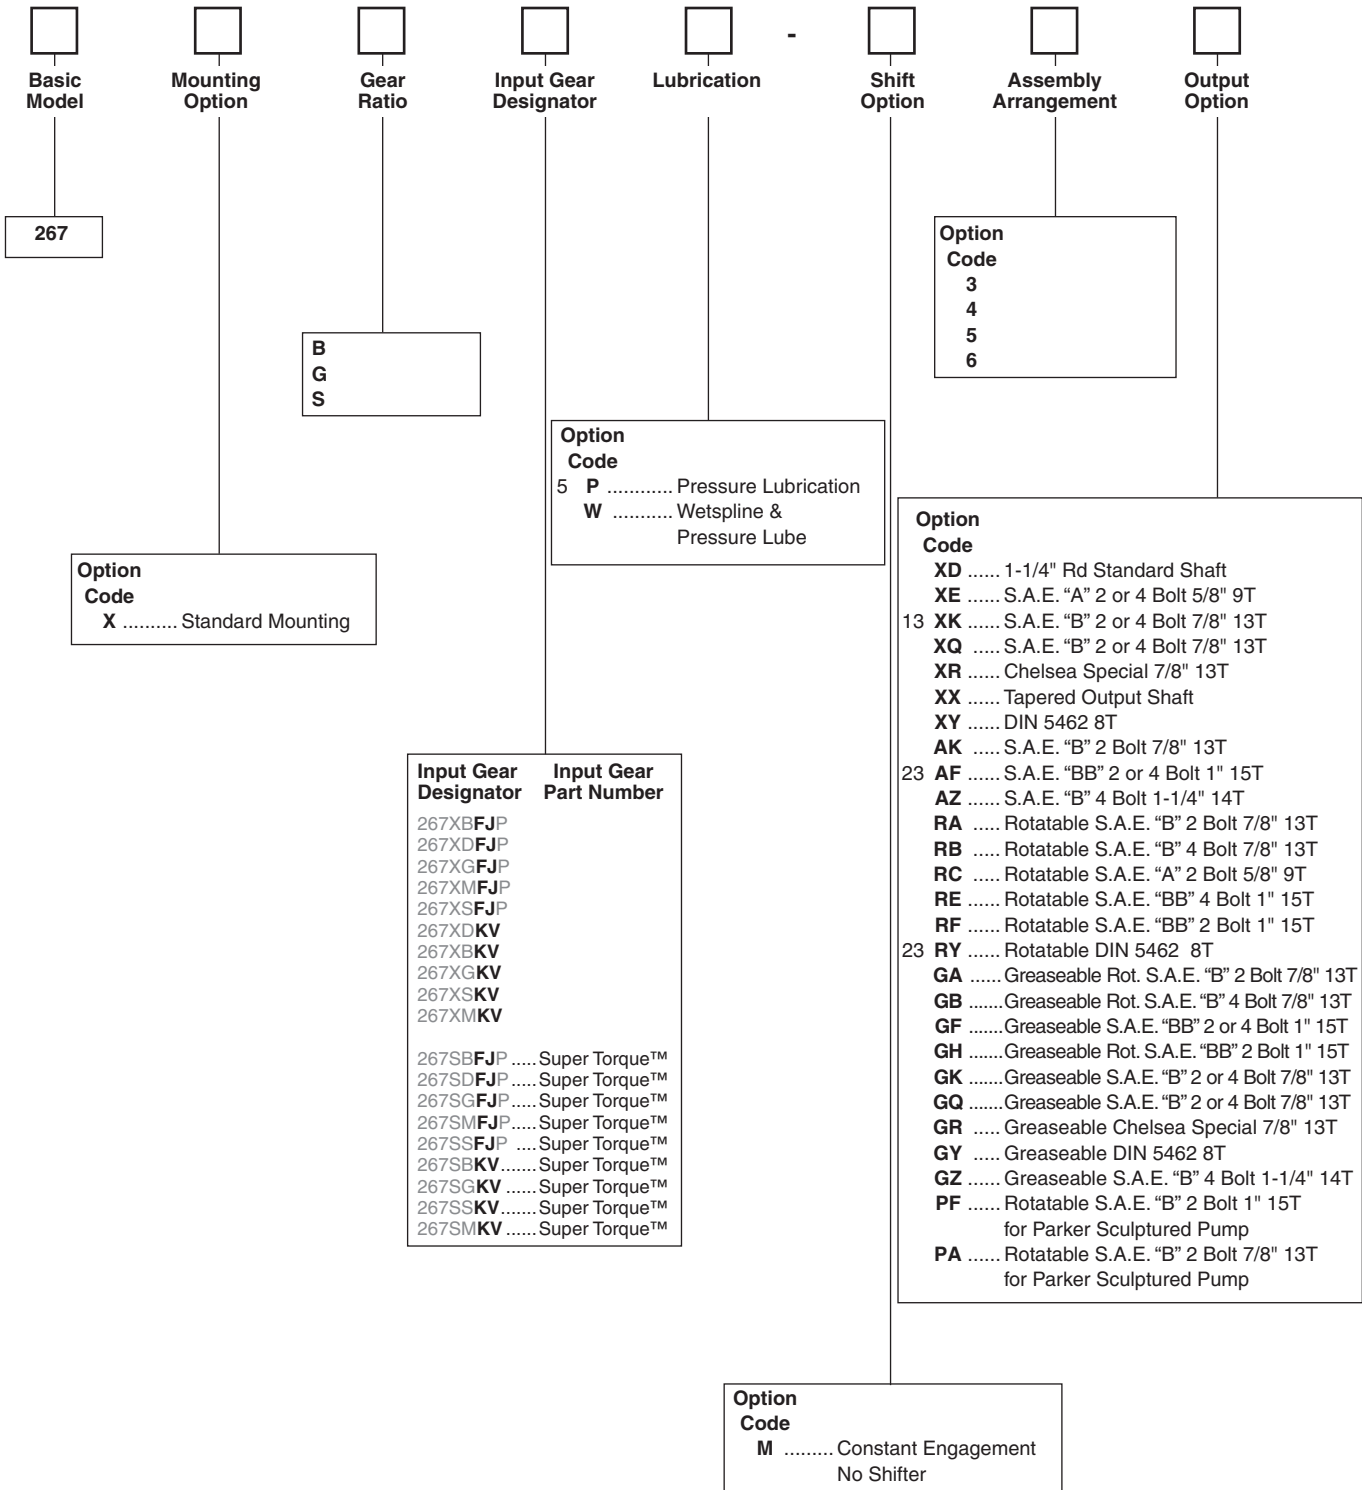 -
Basic Model
Mounting Option
Gear Ratio
Input Gear Designator
Lubrication
Shift Option
Assembly Arrangement
Output Option
267
Option
Code
3
4
5
6
B
G
S
Option
Code
5 P ............ Pressure Lubrication
W ........... Wetspline &
Pressure Lube
Option
Code
X .......... Standard Mounting
Option
Code
XD ...... 1-1/4" Rd Standard Shaft
XE ...... S.A.E. “A” 2 or 4 Bolt 5/8" 9T
13 XK ...... S.A.E. “B” 2 or 4 Bolt 7/8" 13T
XQ ..... S.A.E. “B” 2 or 4 Bolt 7/8" 13T
XR ...... Chelsea Special 7/8" 13T
XX ...... Tapered Output Shaft
XY ...... DIN 5462 8T
AK ..... S.A.E. “B” 2 Bolt 7/8" 13T
23 AF ...... S.A.E. “BB” 2 or 4 Bolt 1" 15T
AZ ...... S.A.E. “B” 4 Bolt 1-1/4" 14T
RA ..... Rotatable S.A.E. “B” 2 Bolt 7/8" 13T
RB ..... Rotatable S.A.E. “B” 4 Bolt 7/8" 13T
RC ..... Rotatable S.A.E. “A” 2 Bolt 5/8" 9T
RE ...... Rotatable S.A.E. “BB” 4 Bolt 1" 15T
RF ...... Rotatable S.A.E. “BB” 2 Bolt 1" 15T
23 RY ...... Rotatable DIN 5462 8T
GA ......Greaseable Rot. S.A.E. “B” 2 Bolt 7/8" 13T
GB .......Greaseable Rot. S.A.E. “B” 4 Bolt 7/8" 13T
GF .......Greaseable S.A.E. “BB” 2 or 4 Bolt 1" 15T
GH .......Greaseable Rot. S.A.E. “BB” 2 Bolt 1" 15T
GK .......Greaseable S.A.E. “B” 2 or 4 Bolt 7/8" 13T
GQ .......Greaseable S.A.E. “B” 2 or 4 Bolt 7/8" 13T
GR ..... Greaseable Chelsea Special 7/8" 13T
GY ..... Greaseable DIN 5462 8T
GZ ...... Greaseable S.A.E. “B” 4 Bolt 1-1/4" 14T
PF ...... Rotatable S.A.E. “B” 2 Bolt 1" 15T
for Parker Sculptured Pump
PA ...... Rotatable S.A.E. “B” 2 Bolt 7/8" 13T
for Parker Sculptured Pump
Input Gear Input Gear
Designator Part Number
267XBFJP
267XDFJP
267XGFJP
267XMFJP
267XSFJP
267XDKV
267XBKV
267XGKV
267XSKV
267XMKV
267SBFJP ..... Super Torque™
267SDFJP ..... Super Torque™
267SGFJP..... Super Torque™
267SMFJP..... Super Torque™
267SSFJP .... Super Torque™
267SBKV....... Super Torque™
267SGKV ...... Super Torque™
267SSKV....... Super Torque™
267SMKV ...... Super Torque™
Option
Code
M ......... Constant Engagement
No Shifter